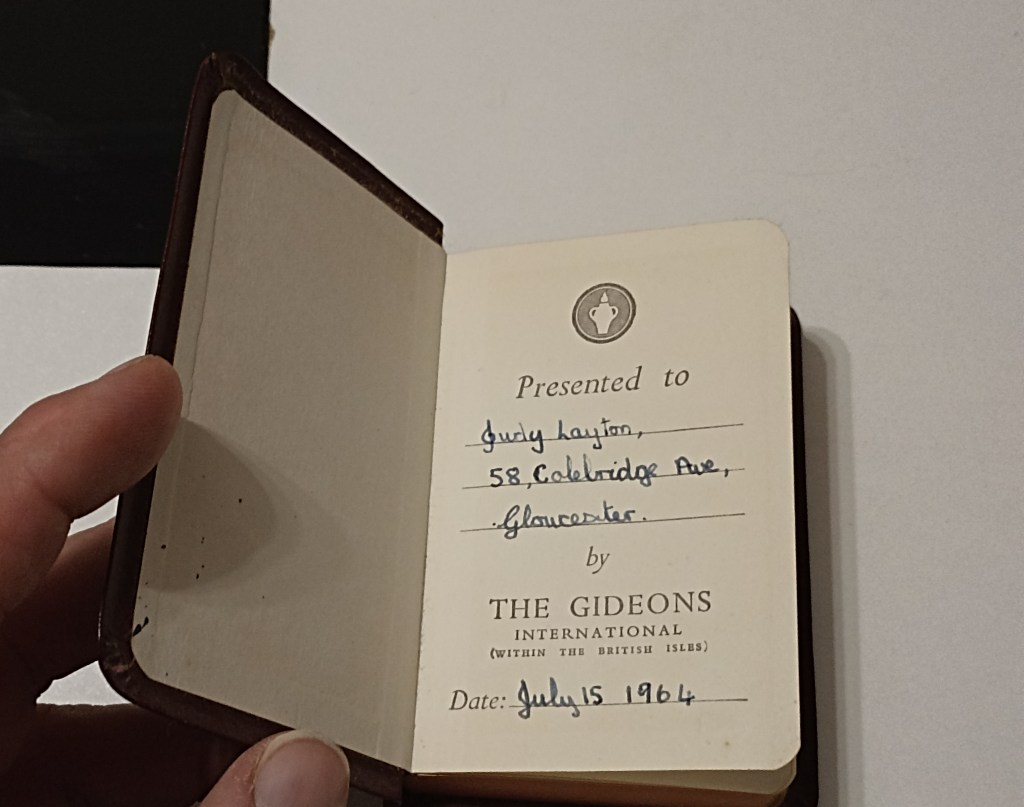 Presented to
Judy Layton,
58, Colebridge Ave,
Gloucester.
by
THE GIDEONS
INTERNATIONAL
(WITHIN THE BRITISH ISLES)
Date: July 15 1964